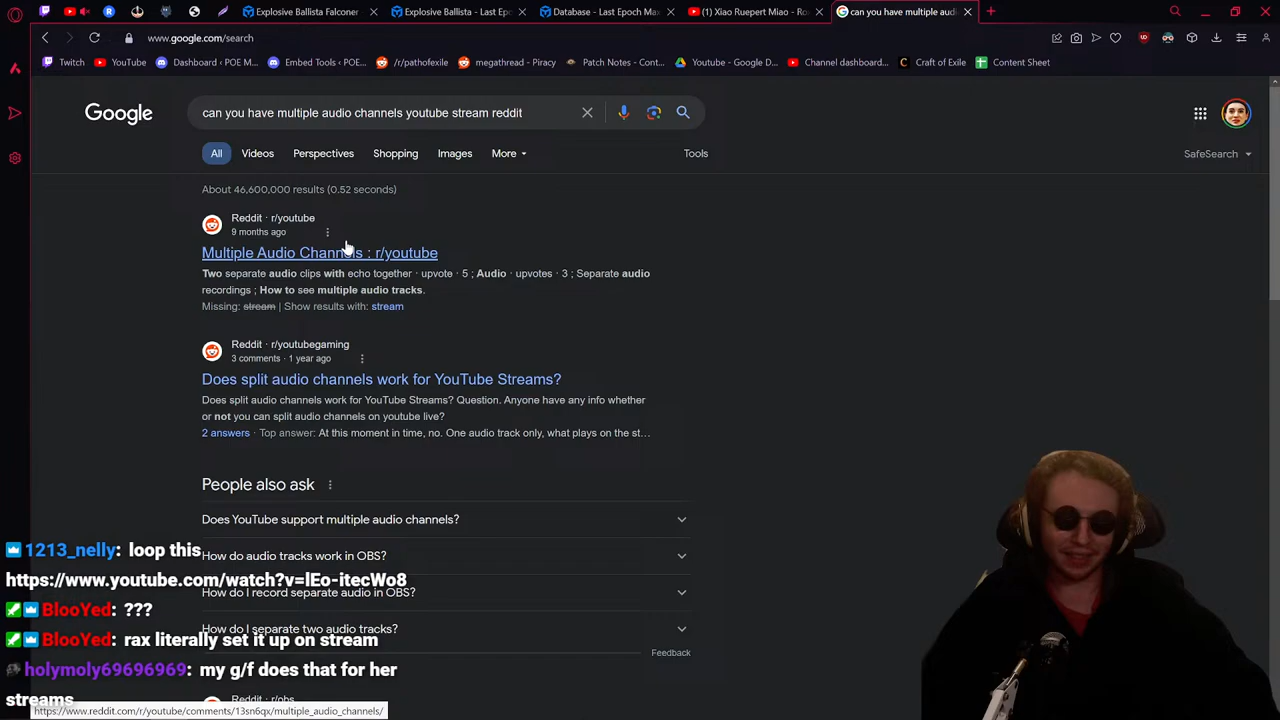 Explosive Ballista Falconer
Explosive Ballista - Last Epo
Database - Last Epoch Ma
(1) Xiao Ruepert Miao - Ro
can you have multiple audi
www.google.com/search
Twitch
YouTube
Dashboard ‹ POE M...
Embed Tools ‹ POE...
/r/pathofexile
megathread - Piracy
Patch Notes - Cont...
Youtube - Google D...
Channel dashboard...
Craft of Exile
Content Sheet
Google
can you have multiple audio channels youtube stream reddit
All
Videos
Perspectives
Shopping
Images
More
Tools
SafeSearch
About 46,600,000 results (0.52 seconds)
Reddit · r/youtube
9 months ago
Multiple Audio Channels : r/youtube
Two separate audio clips with echo together · upvote · 5 ; Audio · upvotes · 3 ; Separate audio
recordings ; How to see multiple audio tracks.
Missing: stream | Show results with: stream
Reddit · r/youtubegaming
3 comments · 1 year ago
Does split audio channels work for YouTube Streams?
Does split audio channels work for YouTube Streams? Question. Anyone have any info whether
or not you can split audio channels on youtube live?
2 answers · Top answer: At this moment in time, no. One audio track only, what plays on the st...
People also ask
Does YouTube support multiple audio channels?
How do audio tracks work in OBS?
How do I record separate audio in OBS?
How do I separate two audio tracks?
Feedback
Reddit · r/obs
1213_nelly: loop this
https://www.youtube.com/watch?v=lEo-itecWo8
BlooYed: ???
BlooYed: rax literally set it up on stream
holymoly69696969: my g/f does that for her
streams
https://www.reddit.com/r/youtube/comments/13sn6qx/multiple_audio_channels/